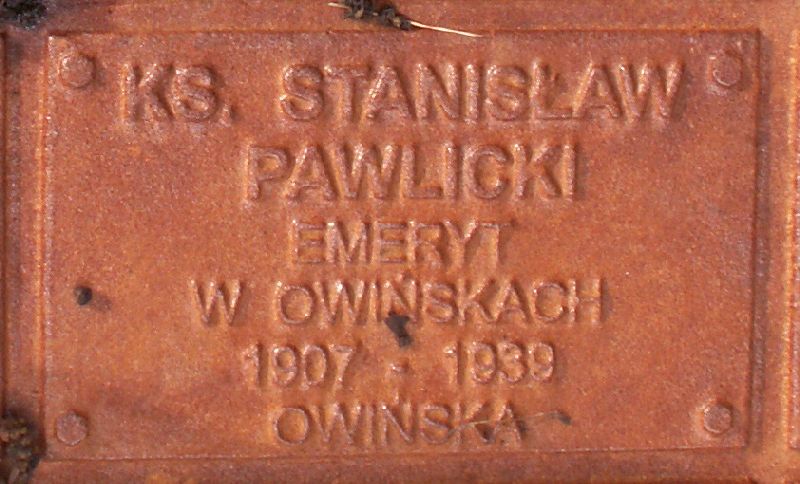 KS. STANISŁAW
PAWLICKI
EMERYT
W OWIŃSKACH
1907 - 1939
OWIŃSKA